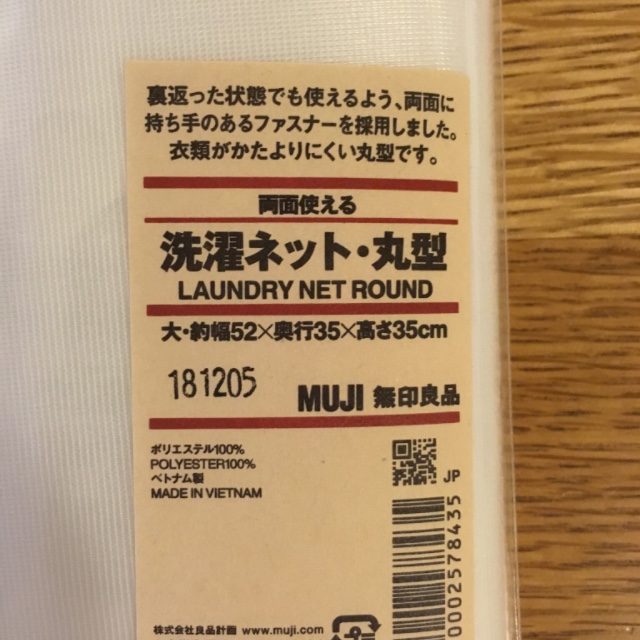 裏返った状態でも使えるよう、両面に
持ち手のあるファスナーを採用しました。
衣類がかたよりにくい丸型です。
両面使える
洗濯ネット・丸型
LAUNDRY NET ROUND
大・約幅52×奥行35×高さ35cm
181205
MUJI 無印良品
ポリエステル100%
POLYESTER100%
ベトナム製
MADE IN VIETNAM
JP
0002578435
株式会社良品計画 www.muji.com